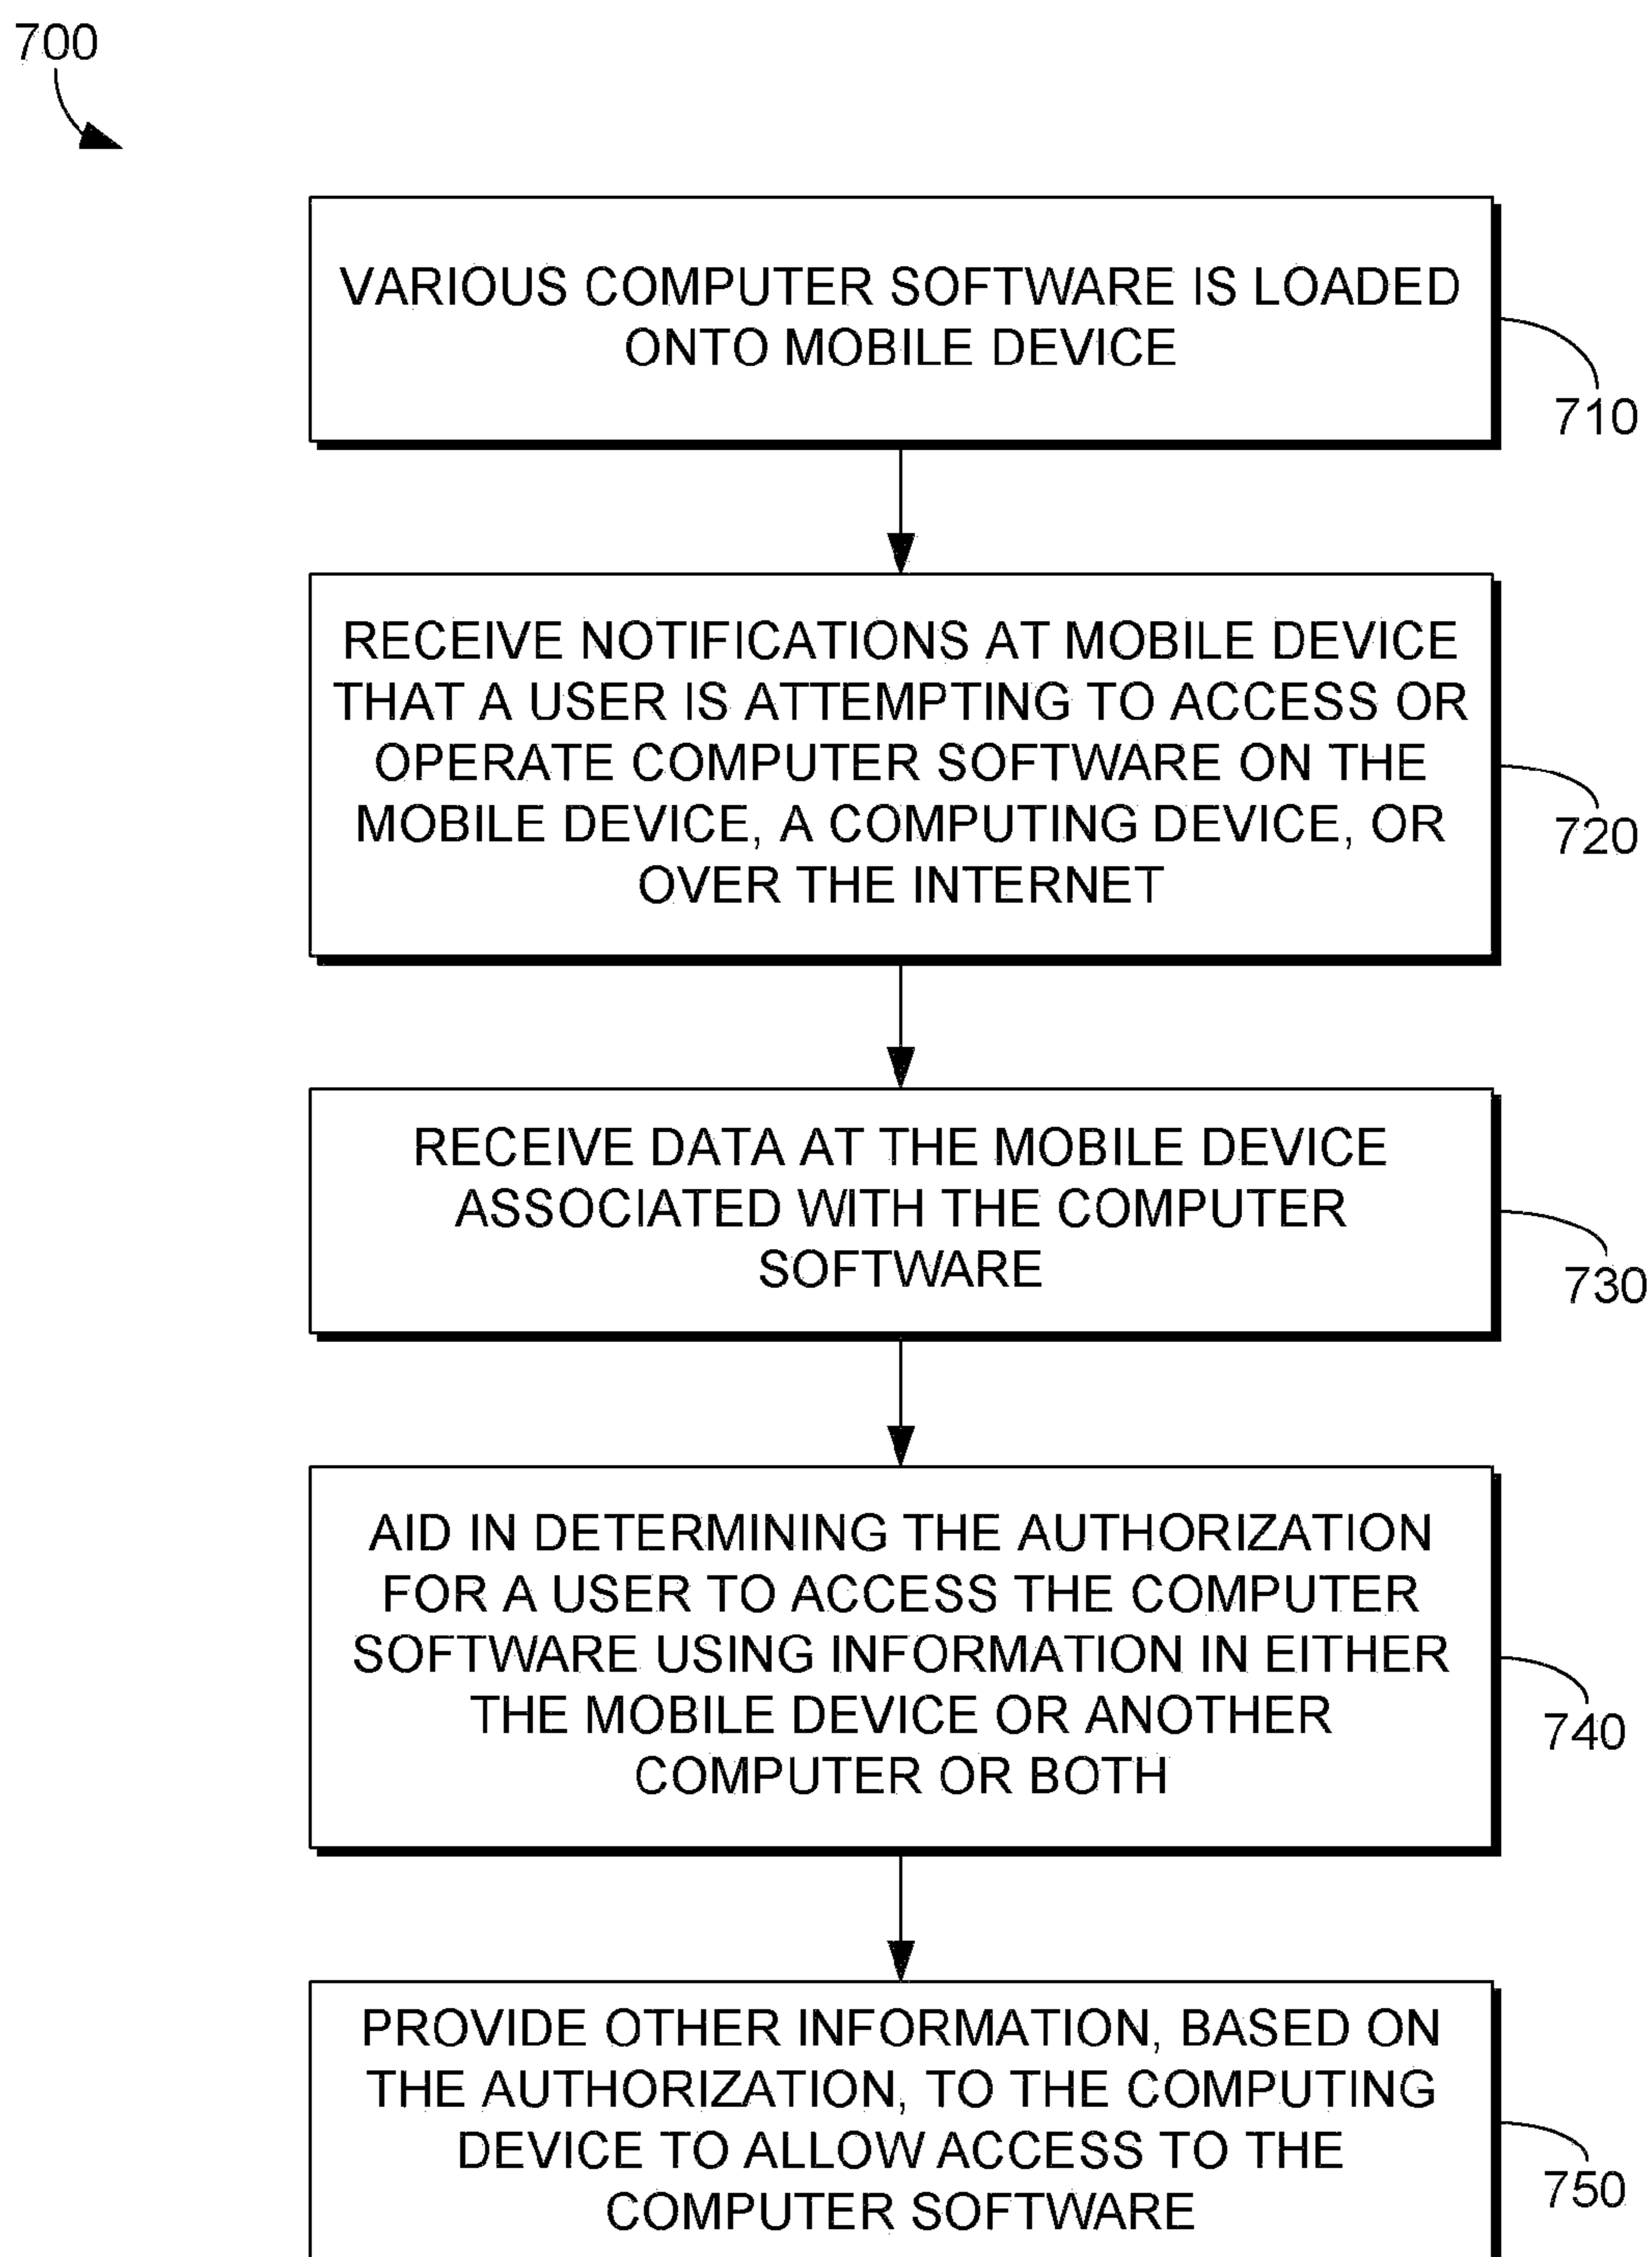 700
VARIOUS COMPUTER SOFTWARE IS LOADED
ONTO MOBILE DEVICE
710
RECEIVE NOTIFICATIONS AT MOBILE DEVICE
THAT A USER IS ATTEMPTING TO ACCESS OR
OPERATE COMPUTER SOFTWARE ON THE
MOBILE DEVICE, A COMPUTING DEVICE, OR
OVER THE INTERNET
720
RECEIVE DATA AT THE MOBILE DEVICE
ASSOCIATED WITH THE COMPUTER
SOFTWARE
730
AID IN DETERMINING THE AUTHORIZATION
FOR A USER TO ACCESS THE COMPUTER
SOFTWARE USING INFORMATION IN EITHER
THE MOBILE DEVICE OR ANOTHER
COMPUTER OR BOTH
740
PROVIDE OTHER INFORMATION, BASED ON
THE AUTHORIZATION, TO THE COMPUTING
DEVICE TO ALLOW ACCESS TO THE
COMPUTER SOFTWARE
750